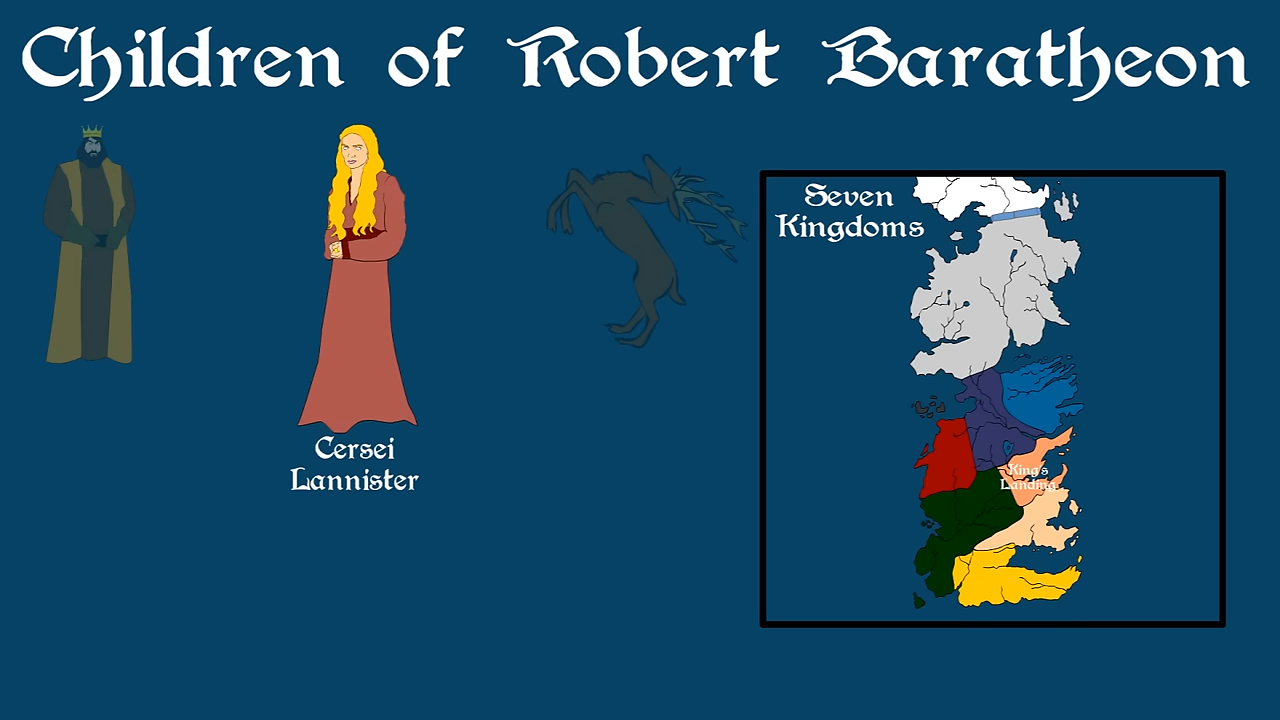 Children of Robert Baratheon
Seven
Kingdoms
King's
Landing
Cersei
Lannister